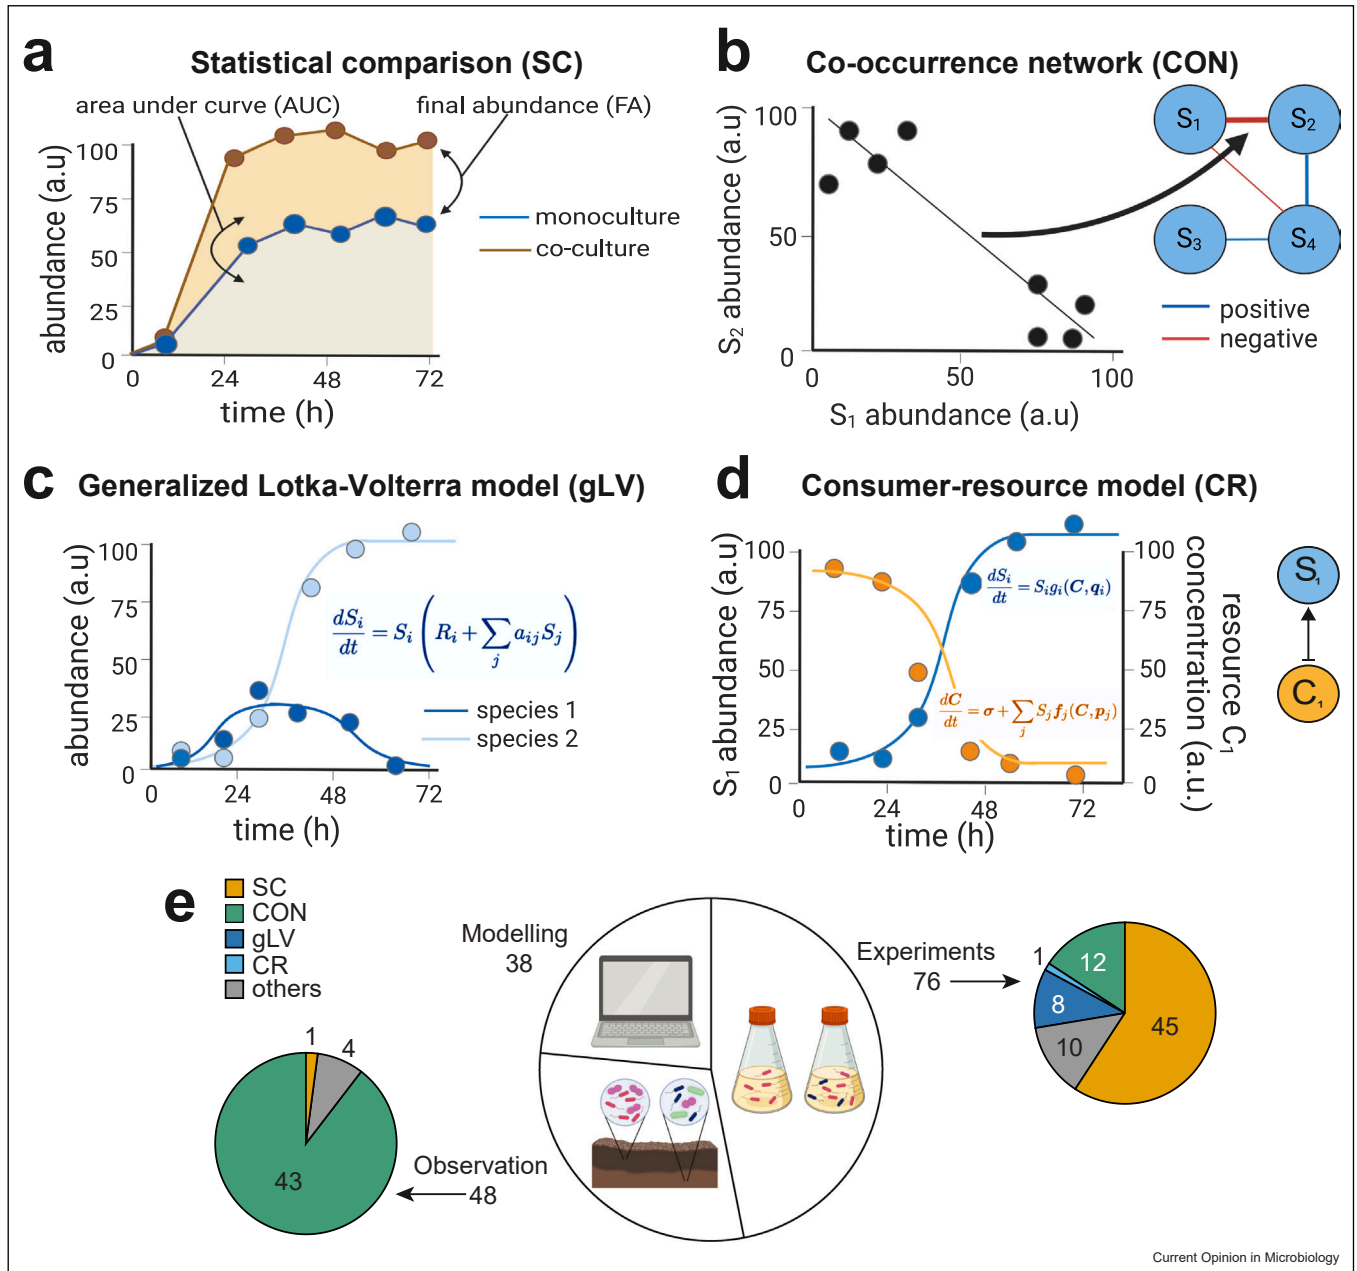 a
Statistical comparison (SC)
area under curve (AUC)
final abundance (FA)
abundance (a.u)
100
75
50
25
0
0
24
48
72
time (h)
monoculture
co-culture
b
Co-occurrence network (CON)
S₂ abundance (a.u)
100
50
0
0
50
100
S₁ abundance (a.u)
S₁
S₂
S₃
S₄
positive
negative
c
Generalized Lotka-Volterra model (gLV)
abundance (a.u)
100
75
50
25
0
0
24
48
72
time (h)
dSᵢ/dt = Sᵢ (Rᵢ + ∑ⱼ aᵢⱼSⱼ)
species 1
species 2
d
Consumer-resource model (CR)
S₁ abundance (a.u)
100
75
50
25
0
0
24
48
72
time (h)
100
75
50
25
0
resource C₁
concentration (a.u.)
dSᵢ/dt = Sᵢgᵢ(C, qᵢ)
dC/dt = σ + ∑ⱼ Sⱼfⱼ(C, pⱼ)
S₁
C₁
e
SC
CON
gLV
CR
others
Modelling
38
Experiments
76
1
12
8
10
45
1
4
43
Observation
48
Current Opinion in Microbiology